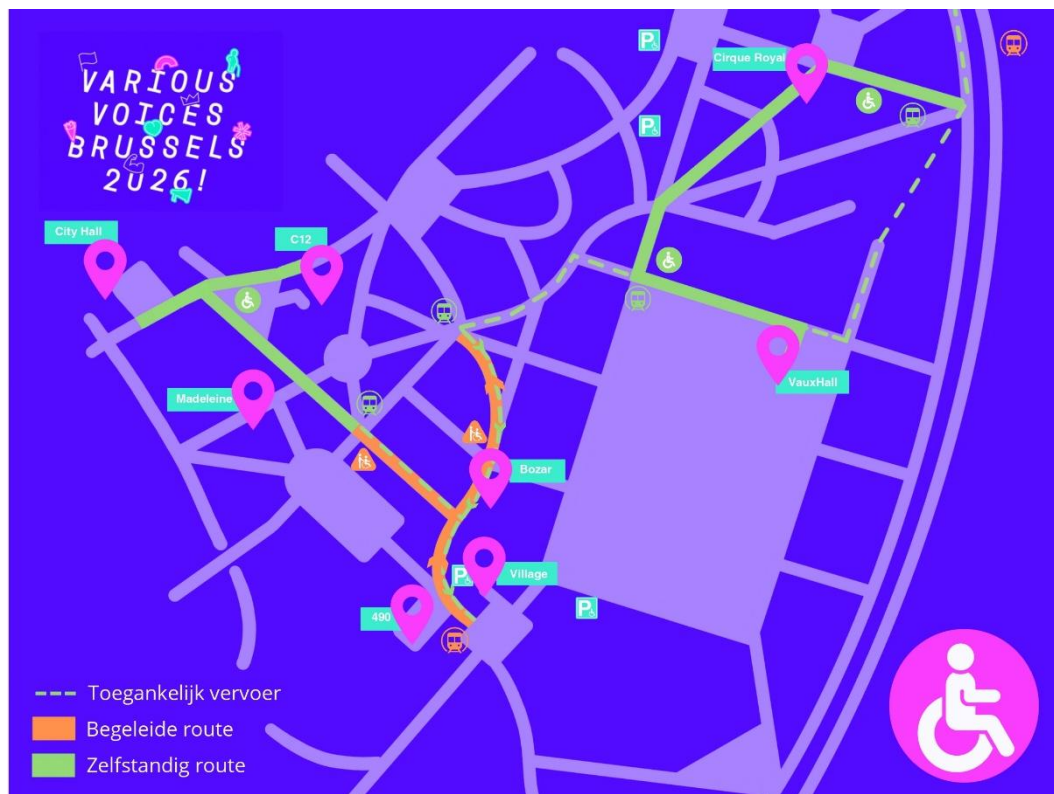 VARIOUS
VOICES
BRUSSELS
2026!
Cirque Royal
City Hall
C12
Madeleine
VauxHall
Bozar
Village
490
P
P
P
P
Toegankelijk vervoer
Begeleide route
Zelfstandig route